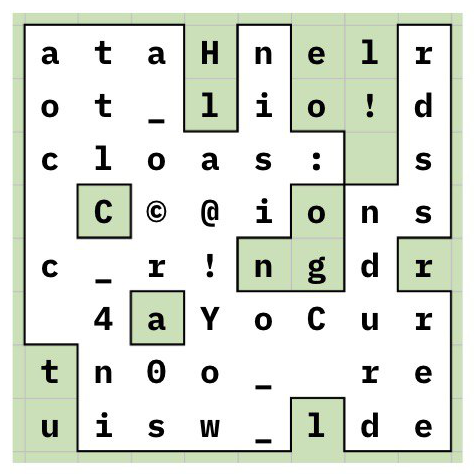 a t a H n e l r
o t _ l i o ! d
c l o a s : s
C © @ i o n s
c _ r ! n g d r
4 a Y o C u r
t n 0 o _ r e
u i s w _ l d e